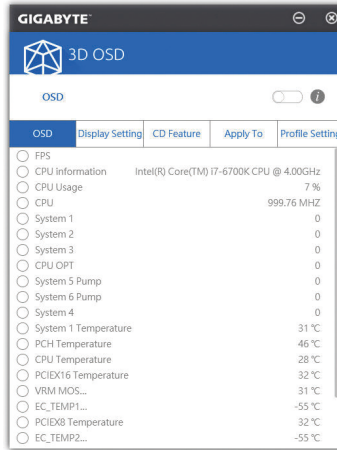 GIGABYTE™
3D OSD
OSD
OSD Display Setting CD Feature Apply To Profile Setting
FPS
CPU information Intel(R) Core(TM) i7-6700K CPU @ 4.00GHz
CPU Usage 7 %
CPU 999.76 MHZ
System 1 0
System 2 0
System 3 0
CPU OPT 0
System 5 Pump 0
System 6 Pump 0
System 4 0
System 1 Temperature 31 °C
PCH Temperature 46 °C
CPU Temperature 28 °C
PCIEX16 Temperature 32 °C
VRM MOS... 31 °C
EC_TEMP1... -55 °C
PCIEX8 Temperature 32 °C
EC_TEMP2... -55 °C